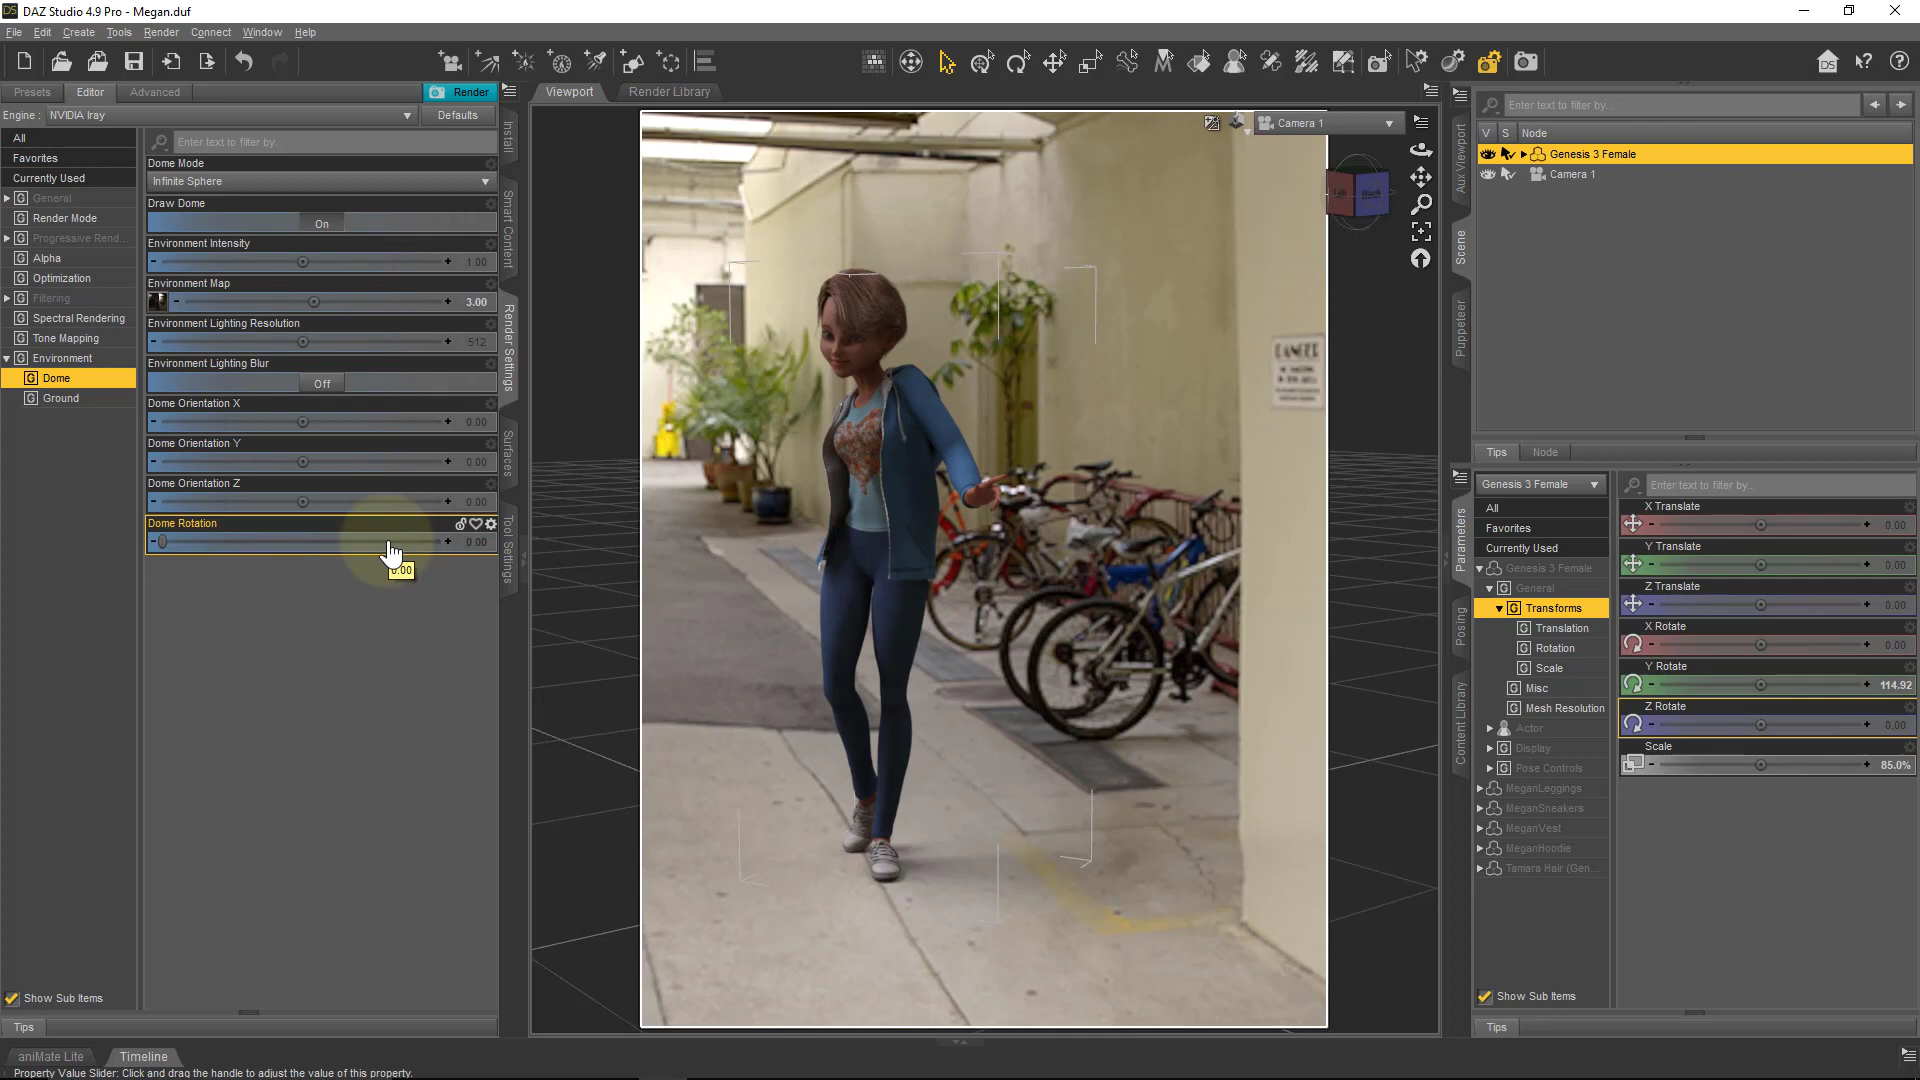 DAZ Studio 4.9 Pro - Megan.duf
File Edit Create Tools Render Connect Window Help
Presets Editor Advanced Render
Engine : NVIDIA Iray Defaults
All
Favorites
Currently Used
General
Render Mode
Progressive Rend...
Alpha
Optimization
Filtering
Spectral Rendering
Tone Mapping
Environment
Dome
Ground
Show Sub Items
Tips
Enter text to filter by...
Dome Mode
Infinite Sphere
Draw Dome
On
Environment Intensity
1.00
Environment Map
3.00
Environment Lighting Resolution
512
Environment Lighting Blur
Off
Dome Orientation X
0.00
Dome Orientation Y
0.00
Dome Orientation Z
0.00
Dome Rotation
0.00
0.00
Install
Smart Content
Render Settings
Surfaces
Tool Settings
Viewport Render Library
Camera 1
Back
DANGER
Aux Viewport
Scene
Puppeteer
Enter text to filter by...
V S Node
Genesis 3 Female
Camera 1
Tips Node
Parameters
Posing
Content Library
Genesis 3 Female
All
Favorites
Currently Used
Genesis 3 Female
General
Transforms
Translation
Rotation
Scale
Misc
Mesh Resolution
Actor
Display
Pose Controls
MeganLeggings
MeganSneakers
MeganVest
MeganHoodie
Tamara Hair (Gen...
Show Sub Items
Tips
Enter text to filter by...
X Translate
0.00
Y Translate
0.00
Z Translate
0.00
X Rotate
0.00
Y Rotate
114.92
Z Rotate
0.00
Scale
85.0%
aniMate Lite Timeline
Property Value Slider: Click and drag the handle to adjust the value of this property.